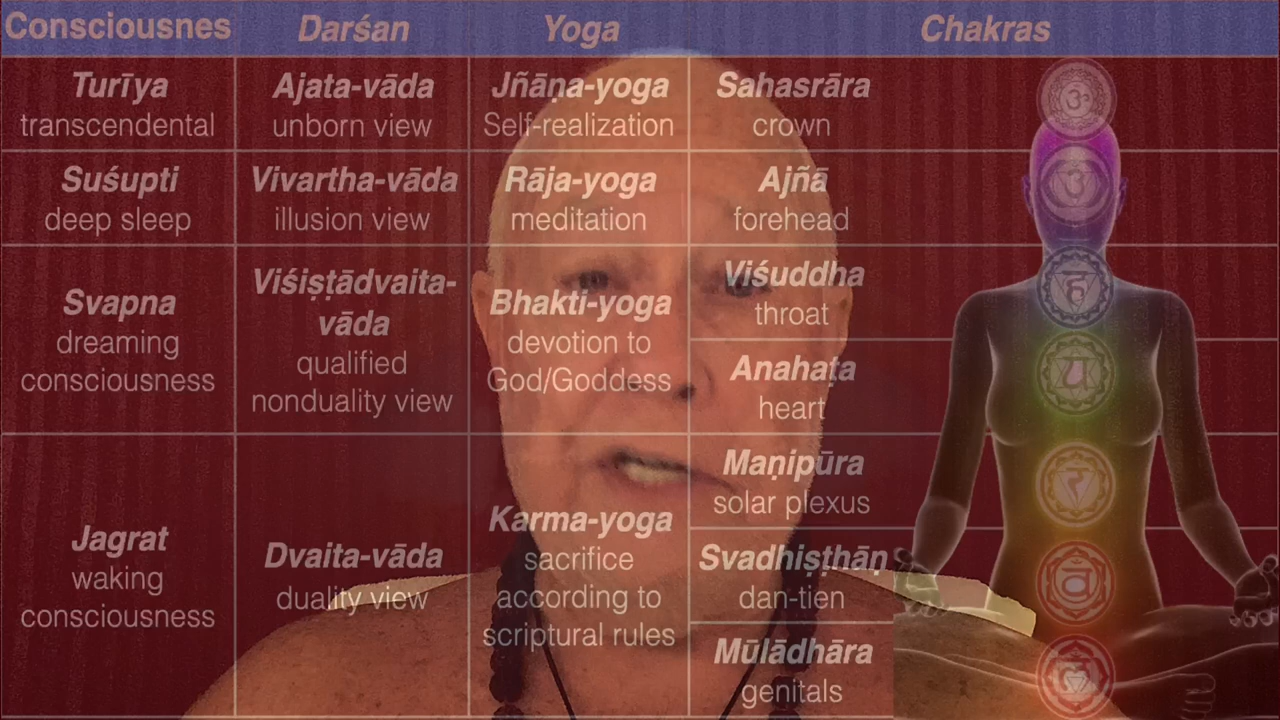 Consciousnes
Darśan
Yoga
Chakras
Turīya
transcendental
Ajata-vāda
unborn view
Jñāṇa-yoga
Self-realization
Sahasrāra
crown
Suśupti
deep sleep
Vivartha-vāda
illusion view
Rāja-yoga
meditation
Ajñā
forehead
Svapna
dreaming
consciousness
Viśiṣṭādvaita-
vāda
qualified
nonduality view
Bhakti-yoga
devotion to
God/Goddess
Viśuddha
throat
Anahaṭa
heart
Jagrat
waking
consciousness
Dvaita-vāda
duality view
Karma-yoga
sacrifice
according to
scriptural rules
Maṇipūra
solar plexus
Svadhiṣṭhāṇ
dan-tien
Mūlādhāra
genitals